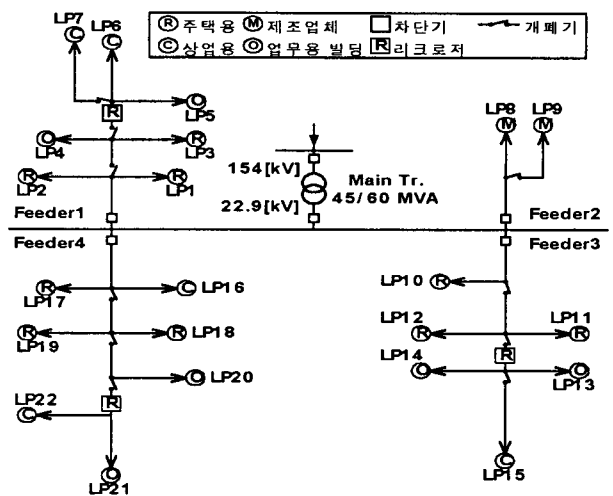 LP7 LP6
Ⓡ주택용 Ⓜ제조업체 차단기 개폐기
Ⓒ상업용 Ⓞ업무용 빌딩 R리크로저
C C
R O
LP5
O R
LP4 LP3
R R
LP2 LP1
LP8 LP9
M M
154[kV]
Main Tr.
45/60 MVA
22.9[kV]
Feeder1 Feeder2
Feeder4 Feeder3
R C LP16
LP17
R R LP18
LP19
O LP20
R
LP22
C
O
LP21
LP10 R
LP12 LP11
R R
R
LP14
LP13
C
LP15